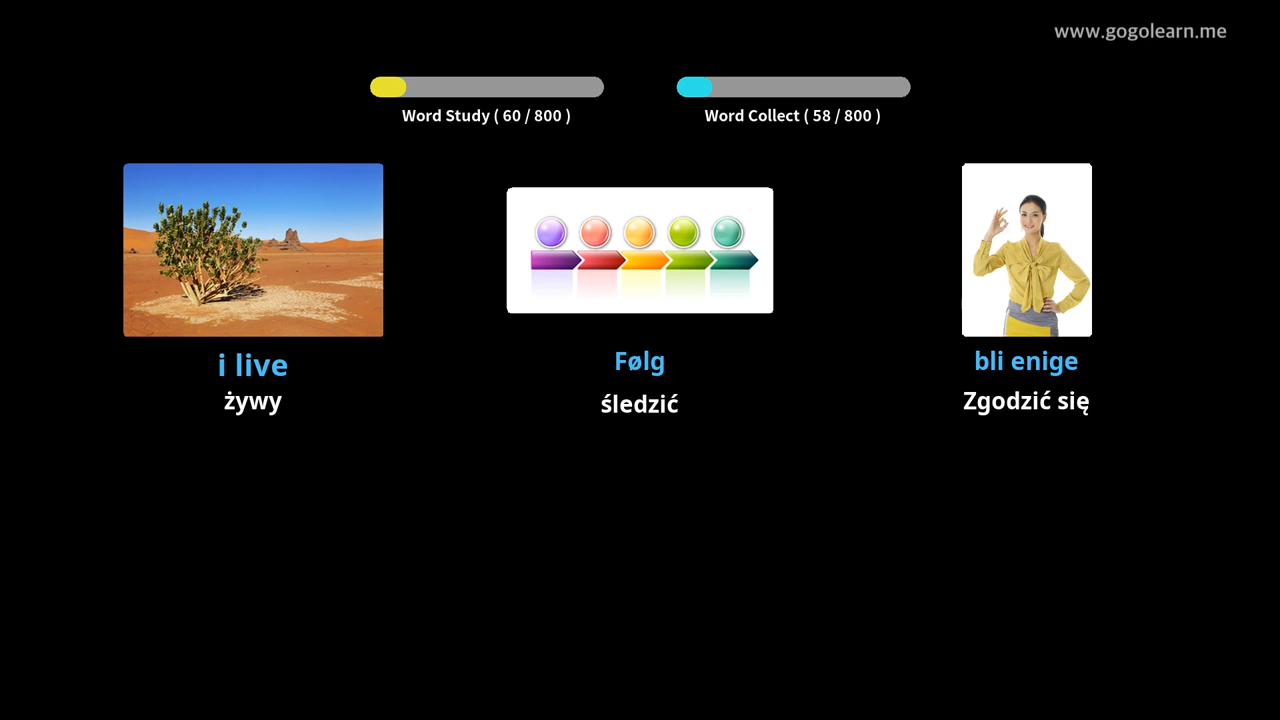 www.gogolearn.me
Word Study ( 60 / 800 )
Word Collect ( 58 / 800 )
i live
żywy
Følg
śledzić
bli enige
Zgodzić się